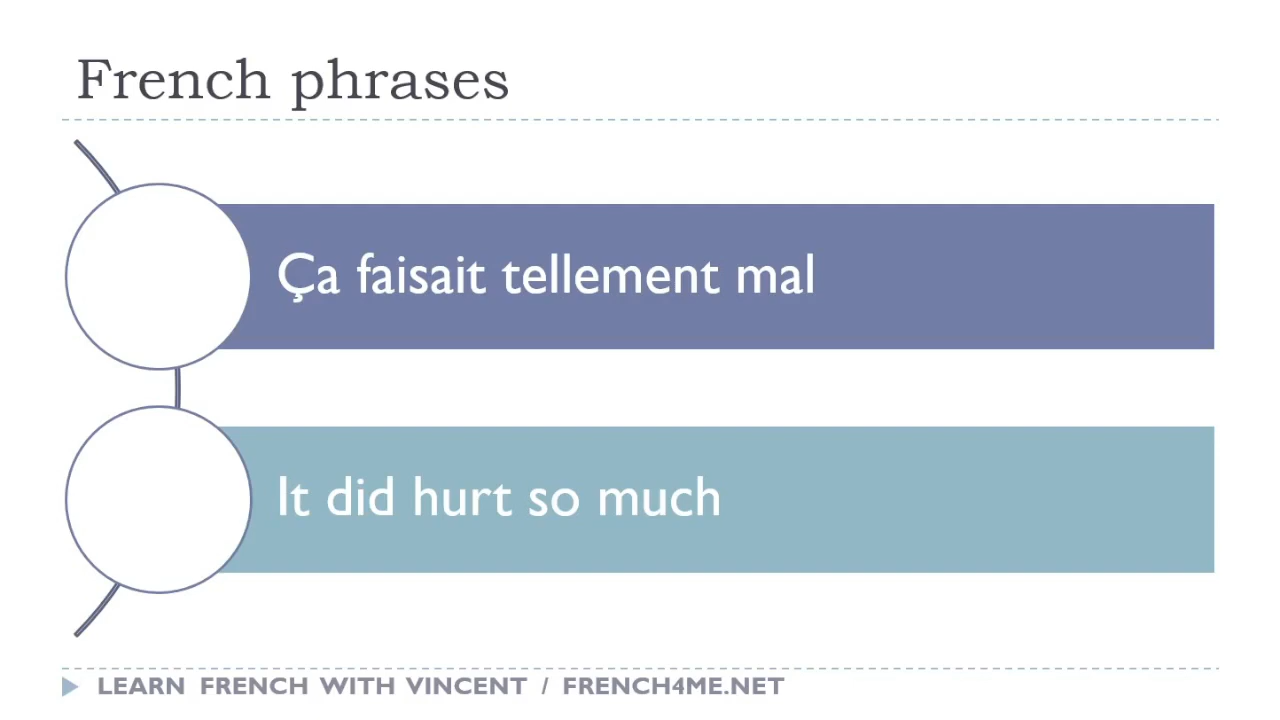 French phrases
Ça faisait tellement mal
It did hurt so much
LEARN FRENCH WITH VINCENT / FRENCH4ME.NET